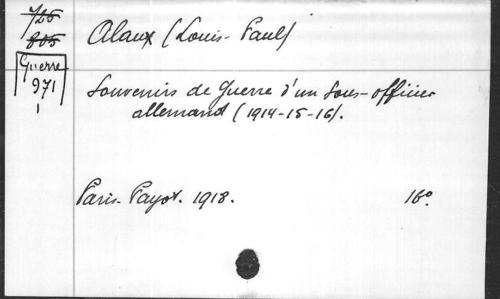 725
805
Guerre
971
1
Alaux (Louis-Paul)
Souvenirs de Guerre d'un Sous-officier
allemand (1914-15-16).
Paris. Payot. 1918. 16°